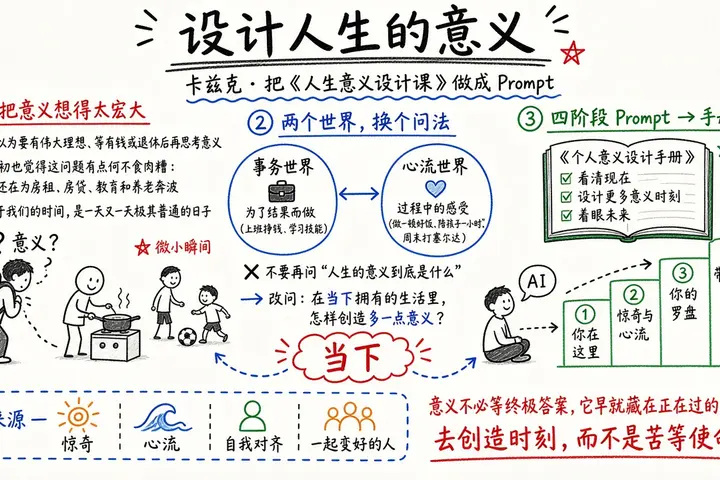 设计人生的意义
卡兹克·把《人生意义设计课》做成 Prompt
把意义想得太宏大
以为要有伟大理想、等有钱或退休后再思考意义
初也觉得这问题有点何不食肉糜：
还在为房租、房贷、教育和养老奔波
于我们的时间，是一天又一天极其普通的日子
？意义？
微小瞬间
② 两个世界，换个问法
事务世界
为了结果而做
(上班挣钱、学习技能)
心流世界
过程中的感受
(做一顿好饭、陪孩子一小时、
周末打塞尔达)
✕ 不要再问“人生的意义到底是什么”
→ 改问：在当下拥有的生活里，
怎样创造多一点意义？
当下
③ 四阶段 Prompt → 手
《个人意义设计手册》
看清现在
设计更多意义时刻
着眼未来
AI
①
你在
这里
②
惊奇与
心流
③
你的
罗盘
带
来源一
惊奇
心流
自我对齐
一起变好的人
意义不必等终极答案，它早就藏在正在过的
去创造时刻，而不是苦等使命